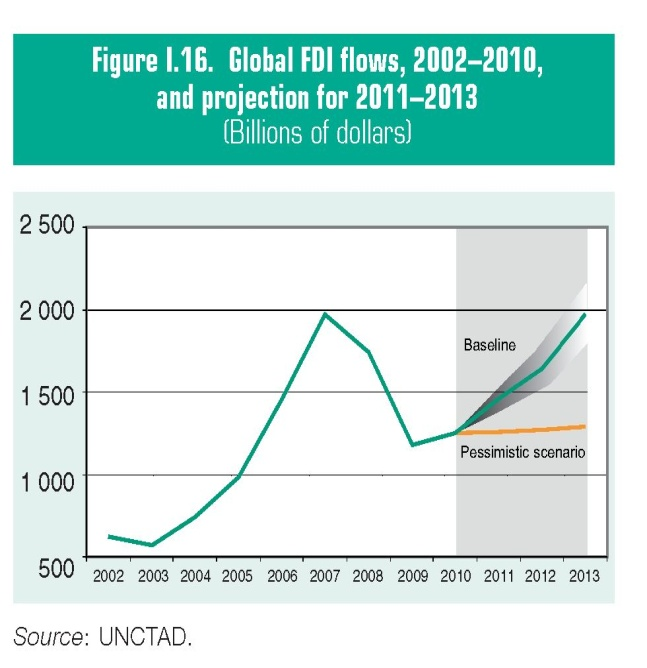 Figure I.16. Global FDI flows, 2002–2010,
and projection for 2011–2013
(Billions of dollars)
2 500
2 000
1 500
1 000
500
Baseline
Pessimistic scenario
2002 2003 2004 2005 2006 2007 2008 2009 2010 2011 2012 2013
Source: UNCTAD.